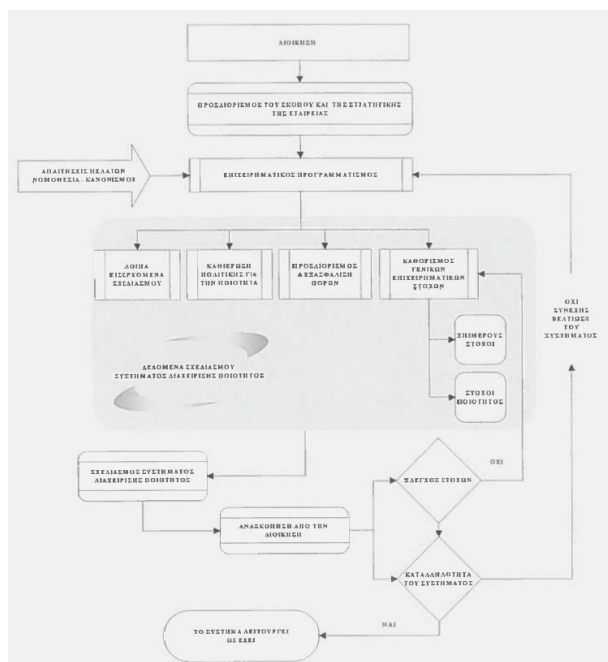 ΔΙΟΙΚΗΣΗ
ΠΡΟΣΔΙΟΡΙΣΜΟΣ ΤΟΥ ΣΚΟΠΟΥ ΚΑΙ ΤΗΣ ΣΤΡΑΤΗΓΙΚΗΣ
ΤΗΣ ΕΤΑΙΡΕΙΑΣ
ΑΠΑΙΤΗΣΕΙΣ ΠΕΛΑΤΩΝ
ΝΟΜΟΘΕΣΙΑ - ΚΑΝΟΝΙΣΜΟΙ
ΕΠΙΧΕΙΡΗΜΑΤΙΚΟΣ ΠΡΟΓΡΑΜΜΑΤΙΣΜΟΣ
ΛΟΙΠΑ
ΕΙΣΕΡΧΟΜΕΝΑ
ΣΧΕΔΙΑΣΜΟΥ
ΚΑΘΙΕΡΩΣΗ
ΠΟΛΙΤΙΚΗΣ ΓΙΑ
ΤΗΝ ΠΟΙΟΤΗΤΑ
ΠΡΟΣΔΙΟΡΙΣΜΟΣ
& ΕΞΑΣΦΑΛΙΣΗ
ΠΟΡΩΝ
ΚΑΘΟΡΙΣΜΟΣ
ΓΕΝΙΚΩΝ
ΕΠΙΧΕΙΡΗΜΑΤΙΚΩΝ
ΣΤΟΧΩΝ
ΟΧΙ
ΣΥΝΕΧΗΣ
ΒΕΛΤΙΩΣΗ
ΤΟΥ
ΣΥΣΤΗΜΑΤΟΣ
ΕΠΙΜΕΡΟΥΣ
ΣΤΟΧΟΙ
ΔΕΔΟΜΕΝΑ ΣΧΕΔΙΑΣΜΟΥ
ΣΥΣΤΗΜΑΤΟΣ ΔΙΑΧΕΙΡΙΣΗΣ ΠΟΙΟΤΗΤΟΣ
ΣΤΟΧΟΙ
ΠΟΙΟΤΗΤΟΣ
ΣΧΕΔΙΑΣΜΟΣ ΣΥΣΤΗΜΑΤΟΣ
ΔΙΑΧΕΙΡΙΣΗΣ ΠΟΙΟΤΗΤΟΣ
ΟΧΙ
ΕΛΕΓΧΟΣ ΣΤΟΧΩΝ
ΑΝΑΣΚΟΠΗΣΗ ΑΠΟ ΤΗΝ
ΔΙΟΙΚΗΣΗ
ΚΑΤΑΛΛΗΛΟΤΗΤΑ
ΤΟΥ ΣΥΣΤΗΜΑΤΟΣ
ΝΑΙ
ΤΟ ΣΥΣΤΗΜΑ ΛΕΙΤΟΥΡΓΕΙ
ΩΣ ΕΧΕΙ